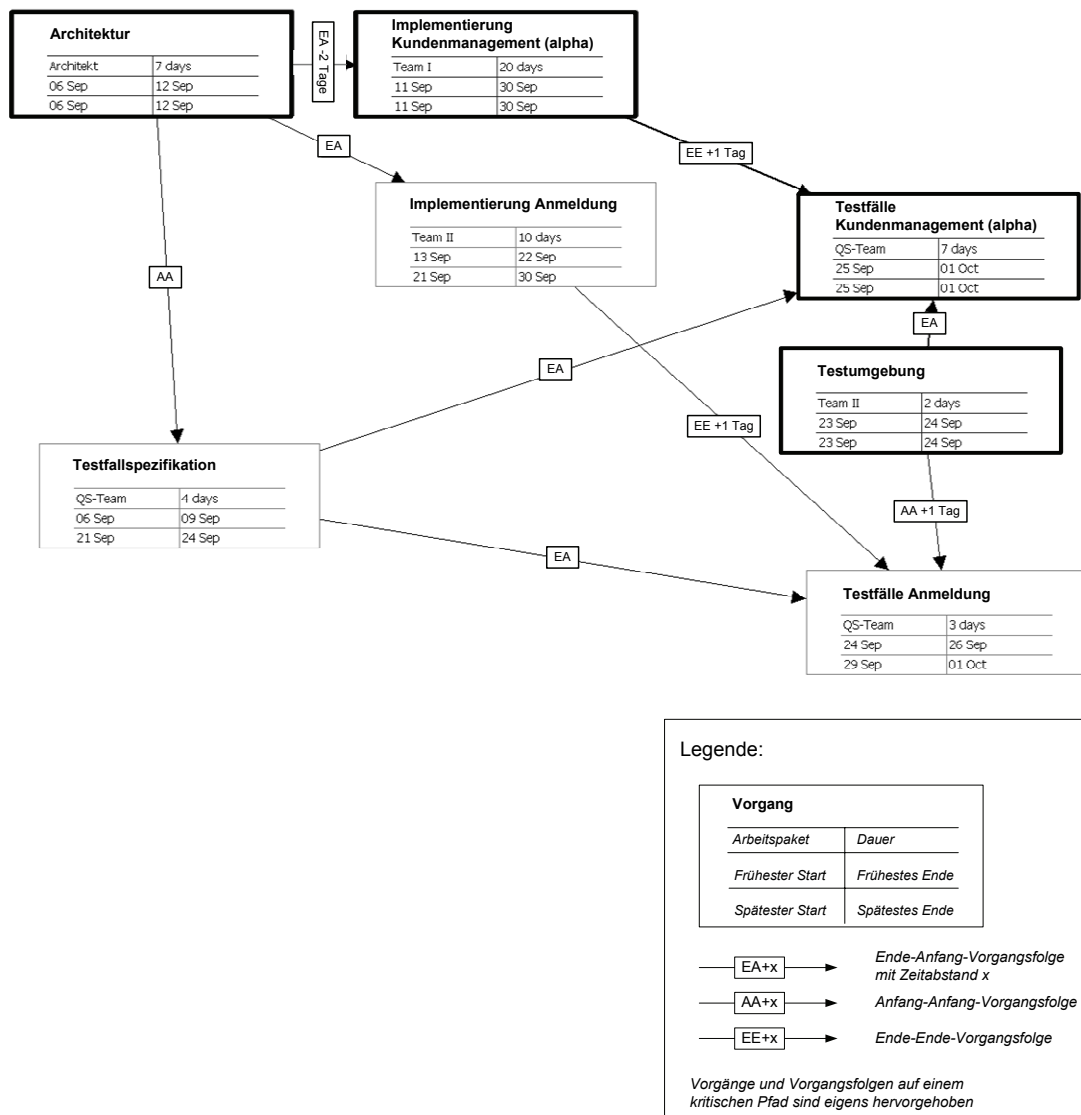 Architektur
Architekt 7 days
06 Sep 12 Sep
06 Sep 12 Sep
EA -2 Tage
Implementierung
Kundenmanagement (alpha)
Team I 20 days
11 Sep 30 Sep
11 Sep 30 Sep
EA
EE +1 Tag
Implementierung Anmeldung
Team II 10 days
13 Sep 22 Sep
21 Sep 30 Sep
Testfälle
Kundenmanagement (alpha)
QS-Team 7 days
25 Sep 01 Oct
25 Sep 01 Oct
AA
EA
EA
Testumgebung
Team II 2 days
23 Sep 24 Sep
23 Sep 24 Sep
EE +1 Tag
Testfallspezifikation
QS-Team 4 days
06 Sep 09 Sep
21 Sep 24 Sep
AA +1 Tag
EA
Testfälle Anmeldung
QS-Team 3 days
24 Sep 26 Sep
29 Sep 01 Oct
Legende:
Vorgang
Arbeitspaket Dauer
Frühester Start Frühestes Ende
Spätester Start Spätestes Ende
EA+x
Ende-Anfang-Vorgangsfolge
mit Zeitabstand x
AA+x
Anfang-Anfang-Vorgangsfolge
EE+x
Ende-Ende-Vorgangsfolge
Vorgänge und Vorgangsfolgen auf einem
kritischen Pfad sind eigens hervorgehoben